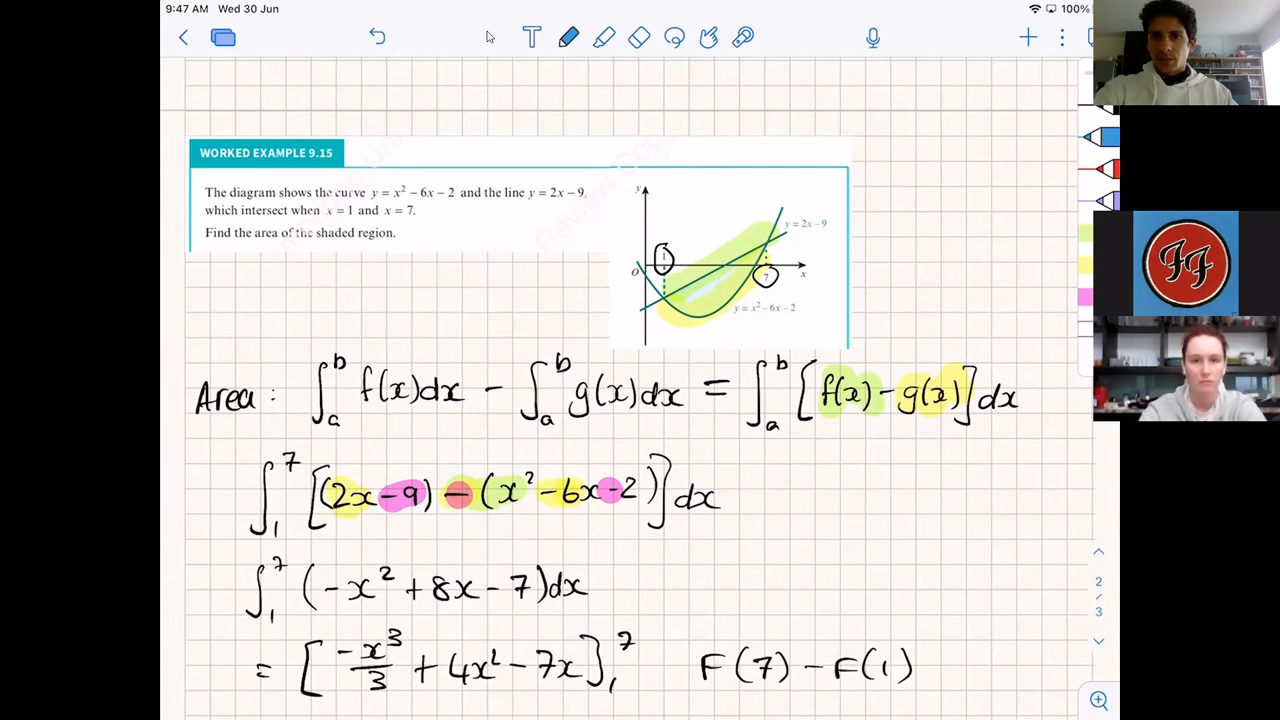 9:47 AM Wed 30 Jun
100%
T
WORKED EXAMPLE 9.15
The diagram shows the curve y = x² − 6x − 2 and the line y = 2x − 9,
which intersect when x = 1 and x = 7.
Find the area of the shaded region.
y
y = 2x − 9
1
O
7
x
y = x² − 6x − 2
Area : ∫ₐᵇ f(x)dx − ∫ₐᵇ g(x)dx = ∫ₐᵇ [f(x) − g(x)]dx
∫₁⁷ [(2x − 9) − (x² − 6x − 2)]dx
∫₁⁷ (−x² + 8x − 7)dx
= [−x³/3 + 4x² − 7x]₁⁷ F(7) − F(1)
2
/
3
FF